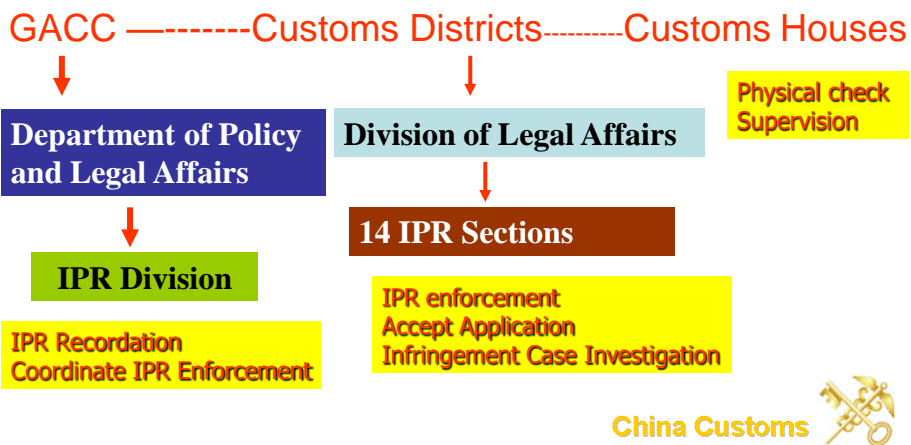 GACC —-------Customs Districts----------Customs Houses
Physical check
Supervision
Department of Policy
and Legal Affairs
Division of Legal Affairs
14 IPR Sections
IPR Division
IPR enforcement
Accept Application
Infringement Case Investigation
IPR Recordation
Coordinate IPR Enforcement
China Customs